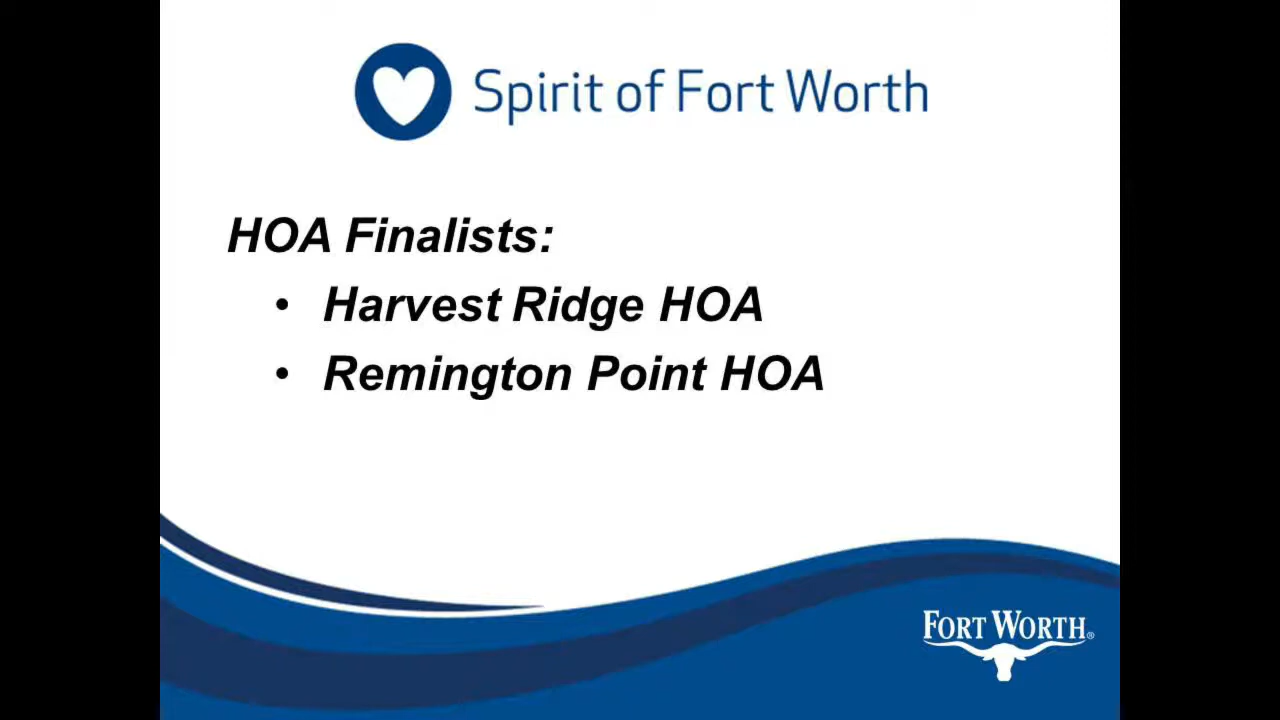 Spirit of Fort Worth
HOA Finalists:
• Harvest Ridge HOA
• Remington Point HOA
FORT WORTH®